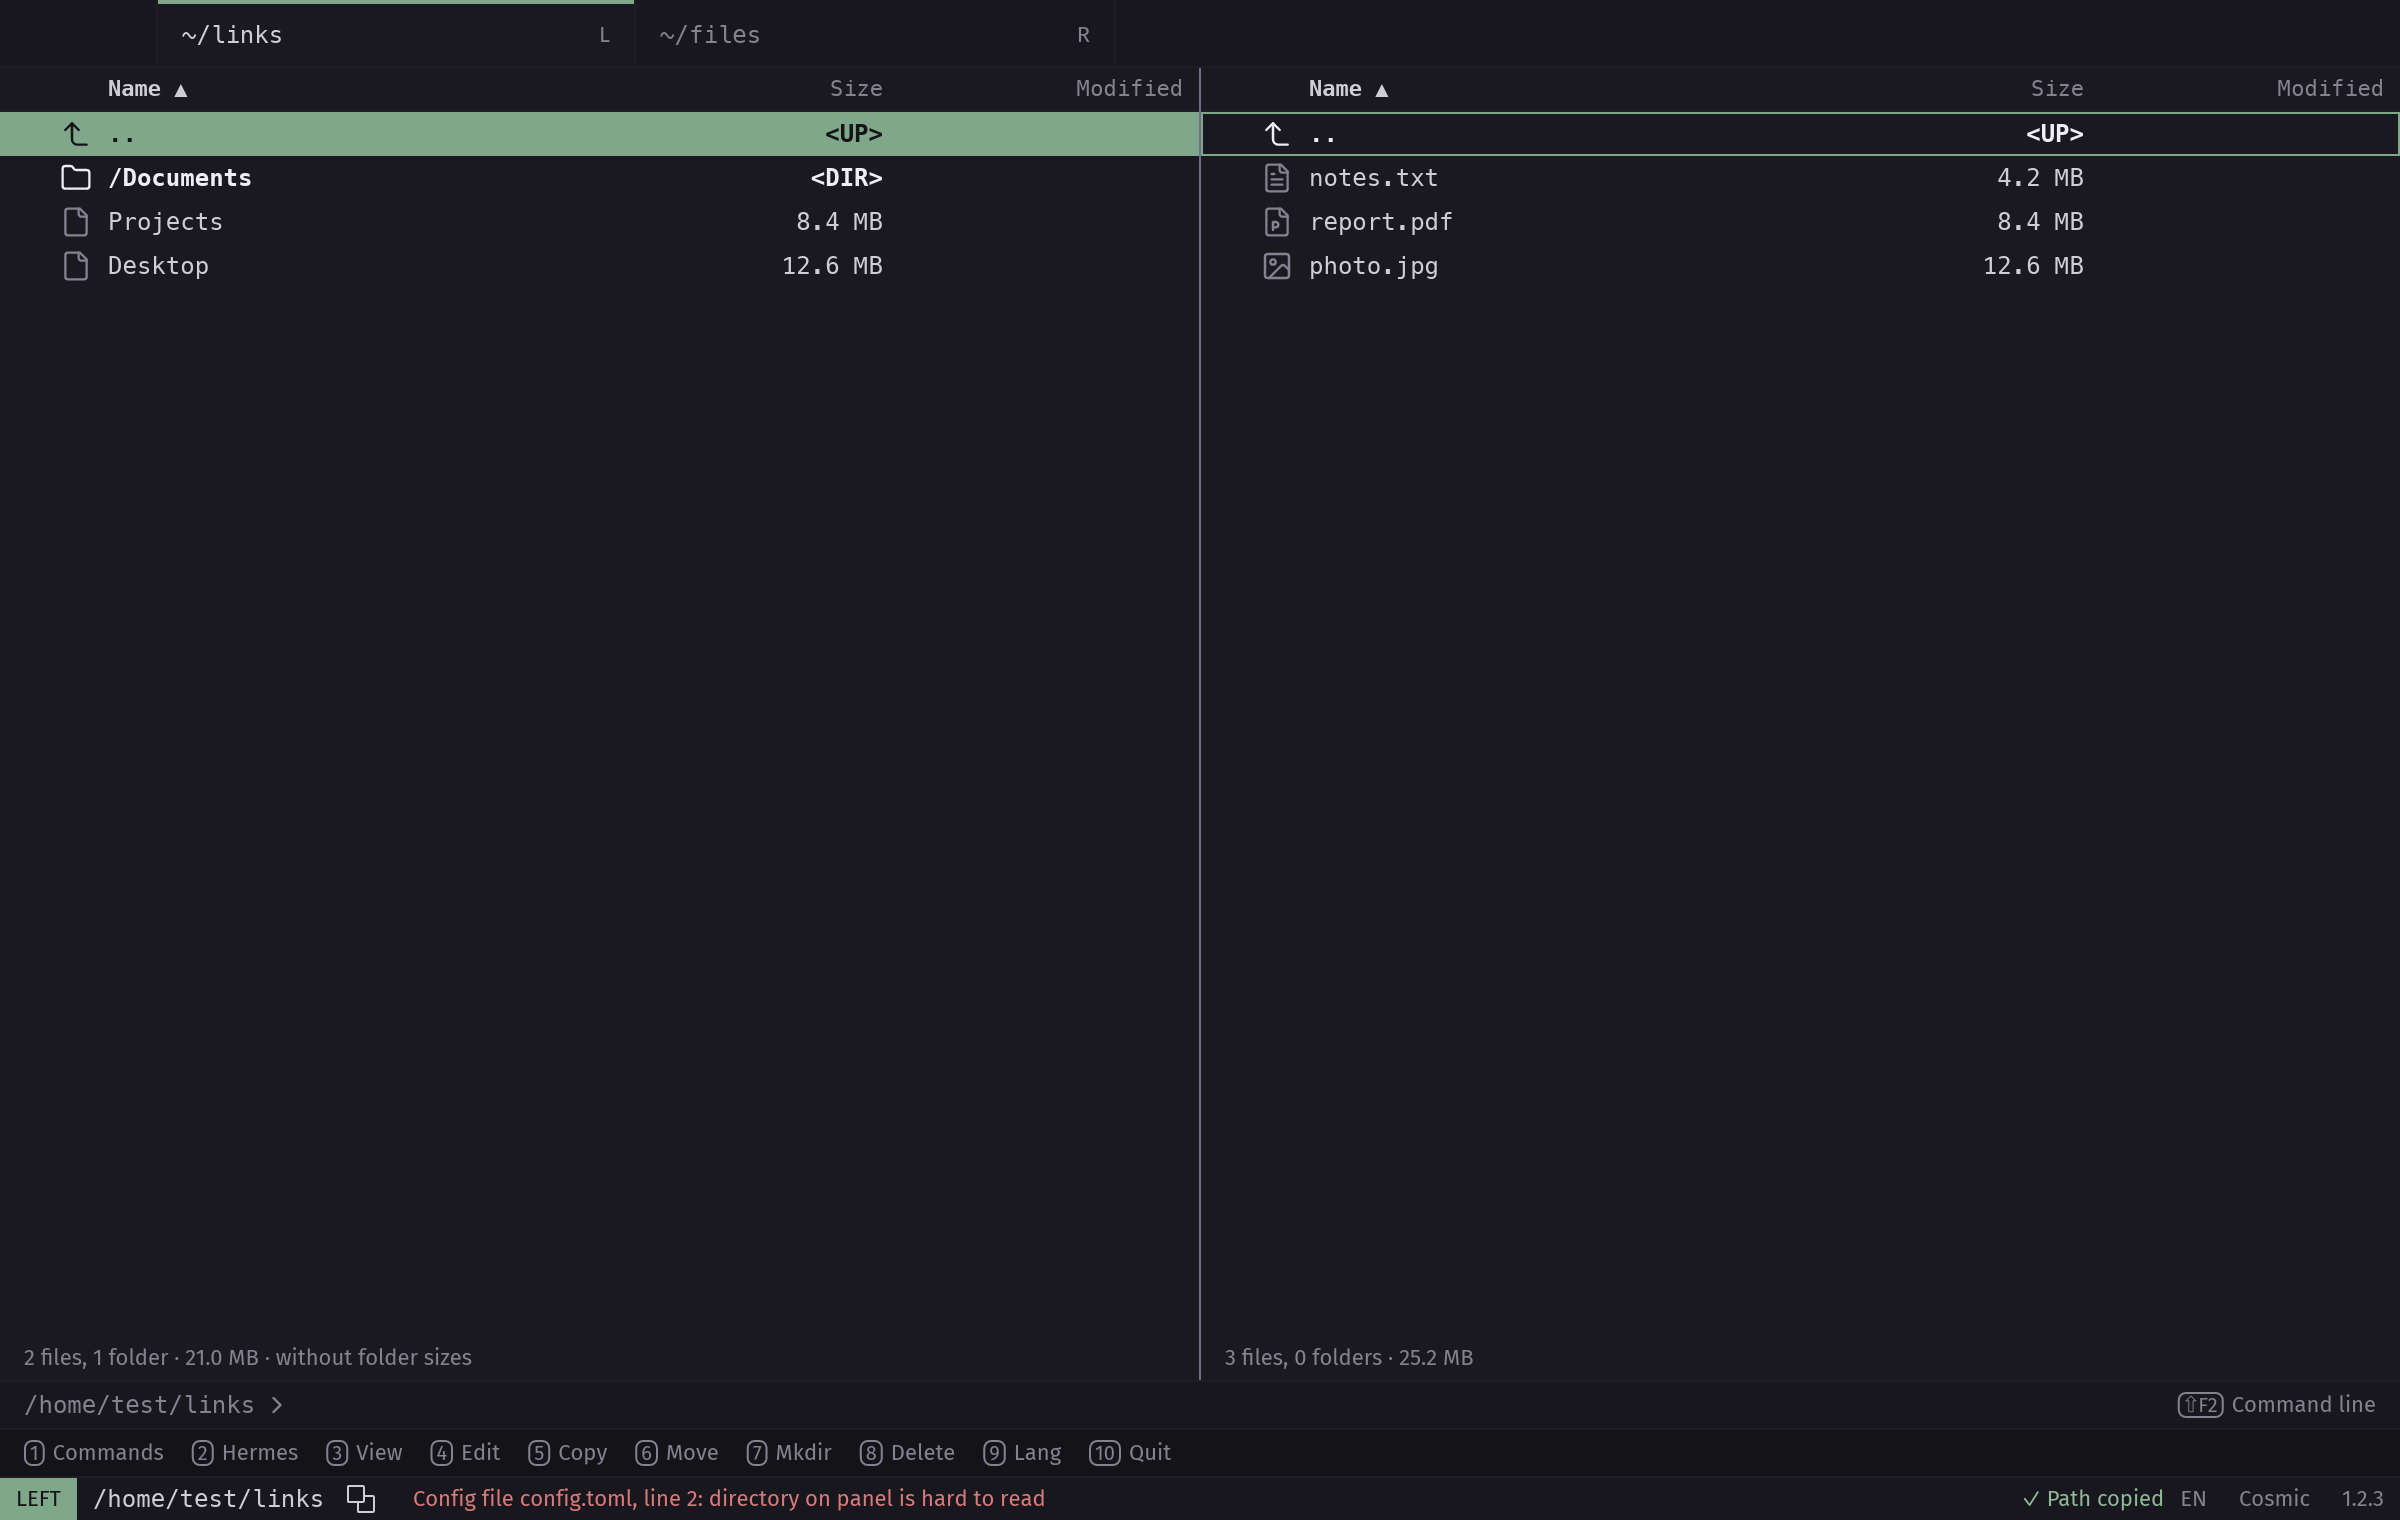 ~/links L ~/files R
Name ▲ Size Modified Name ▲ Size Modified
.. <UP> .. <UP>
/Documents <DIR> notes.txt 4.2 MB
Projects 8.4 MB report.pdf 8.4 MB
Desktop 12.6 MB photo.jpg 12.6 MB
2 files, 1 folder · 21.0 MB · without folder sizes 3 files, 0 folders · 25.2 MB
/home/test/links > ⇧F2 Command line
1 Commands 2 Hermes 3 View 4 Edit 5 Copy 6 Move 7 Mkdir 8 Delete 9 Lang 10 Quit
LEFT /home/test/links Config file config.toml, line 2: directory on panel is hard to read ✓ Path copied EN Cosmic 1.2.3